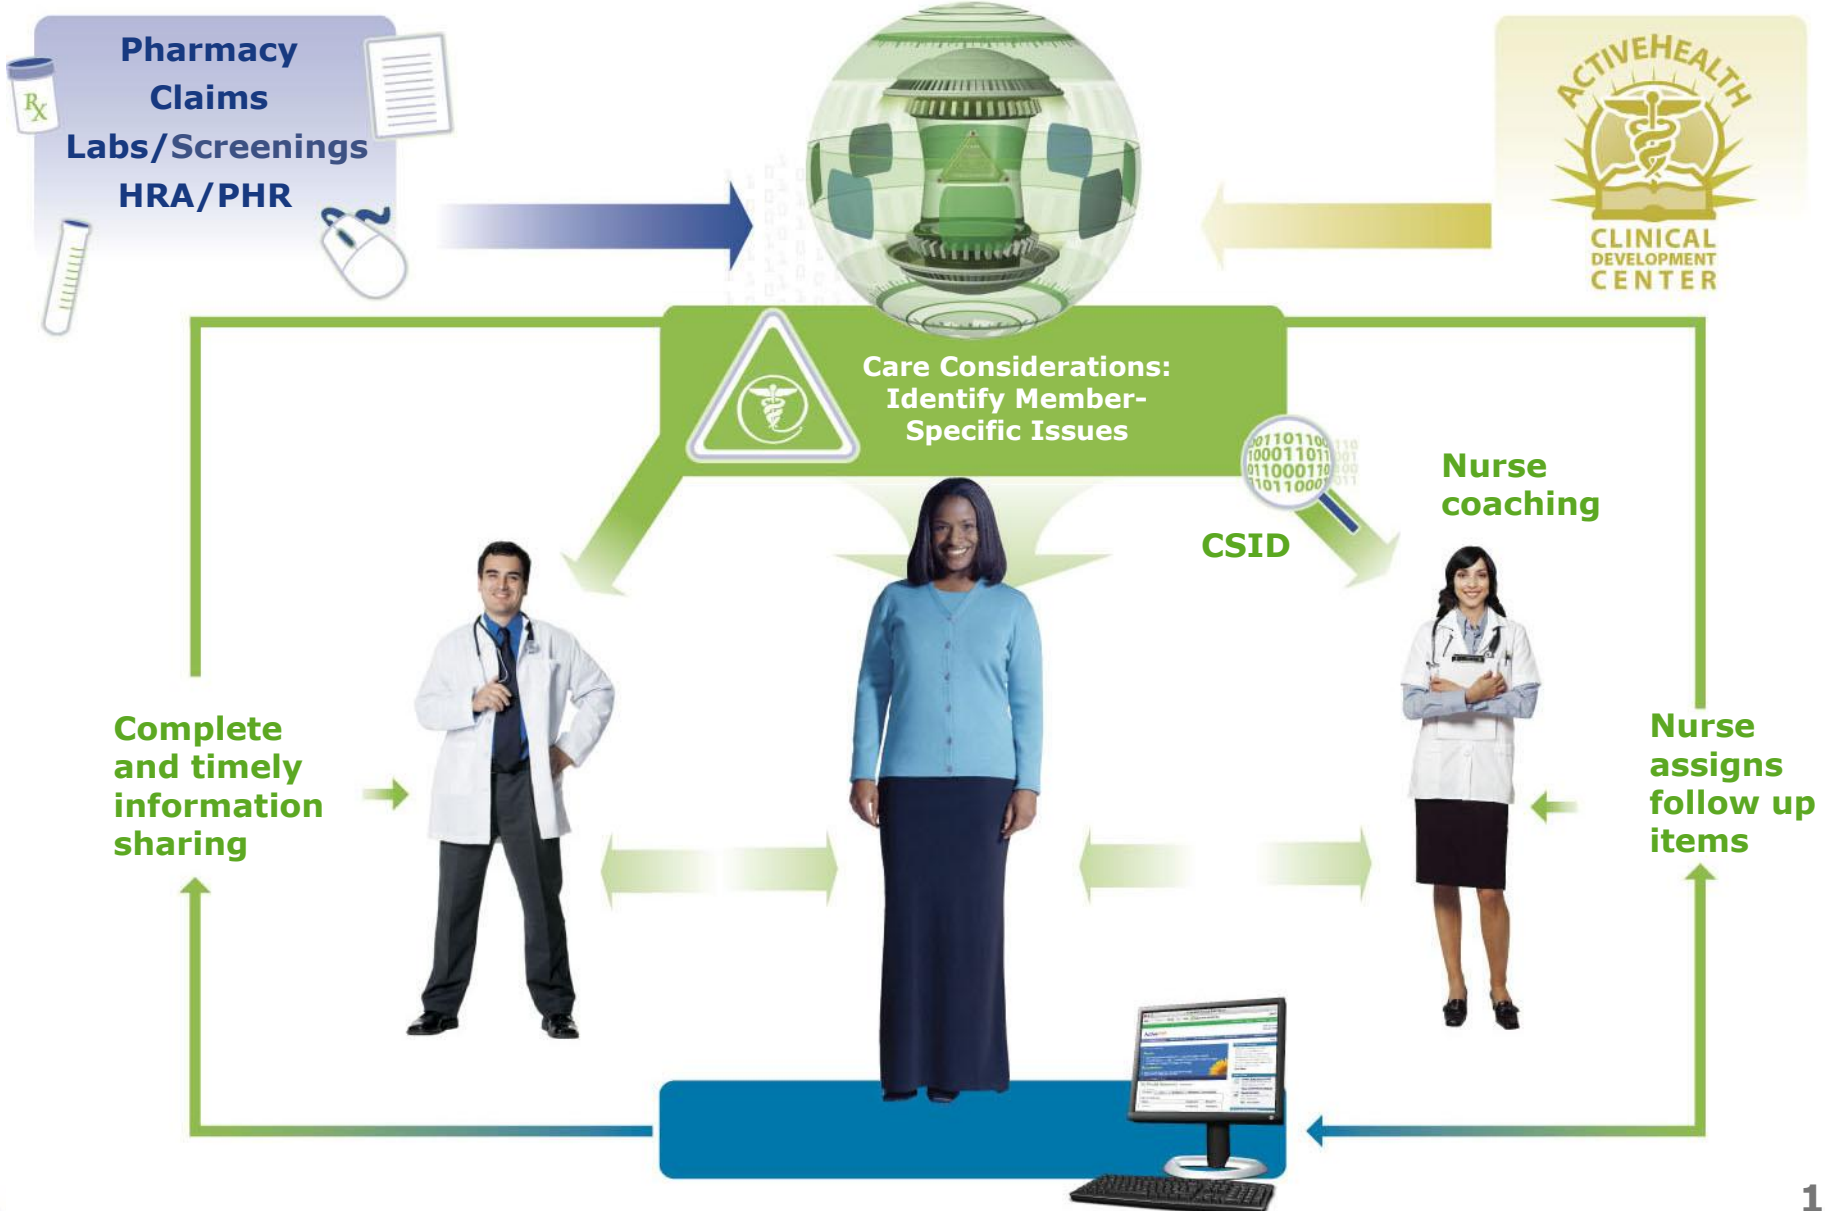 Pharmacy
Claims
Labs/Screenings
HRA/PHR
Rx
ACTIVEHEALTH
CLINICAL
DEVELOPMENT
CENTER
Care Considerations:
Identify Member-
Specific Issues
CSID
Nurse
coaching
Complete
and timely
information
sharing
Nurse
assigns
follow up
items
1